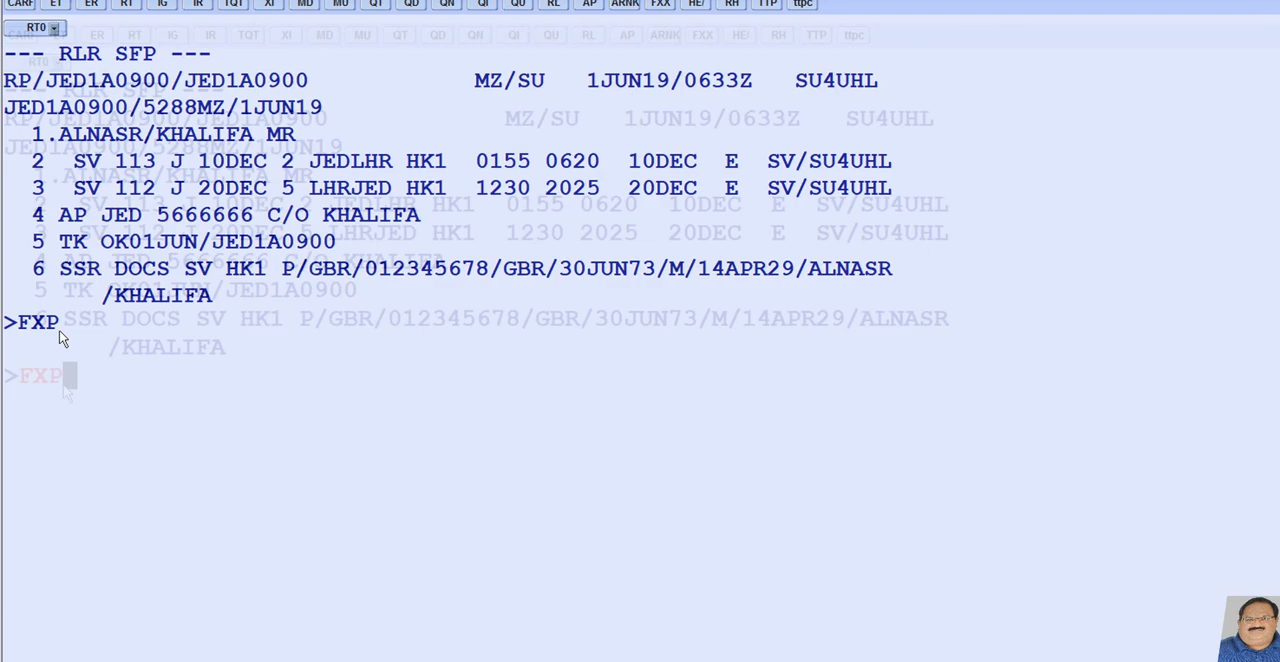 CARF ET ER RT IG IR TQT XI MD MU QT QD QN QI QU RL AP ARNK FXX HE/ RH TTP ttpc
RT0
--- RLR SFP ---
RP/JED1A0900/JED1A0900 MZ/SU 1JUN19/0633Z SU4UHL
JED1A0900/5288MZ/1JUN19
1.ALNASR/KHALIFA MR
2 SV 113 J 10DEC 2 JEDLHR HK1 0155 0620 10DEC E SV/SU4UHL
3 SV 112 J 20DEC 5 LHRJED HK1 1230 2025 20DEC E SV/SU4UHL
4 AP JED 5666666 C/O KHALIFA
5 TK OK01JUN/JED1A0900
6 SSR DOCS SV HK1 P/GBR/012345678/GBR/30JUN73/M/14APR29/ALNASR
/KHALIFA
>FXP